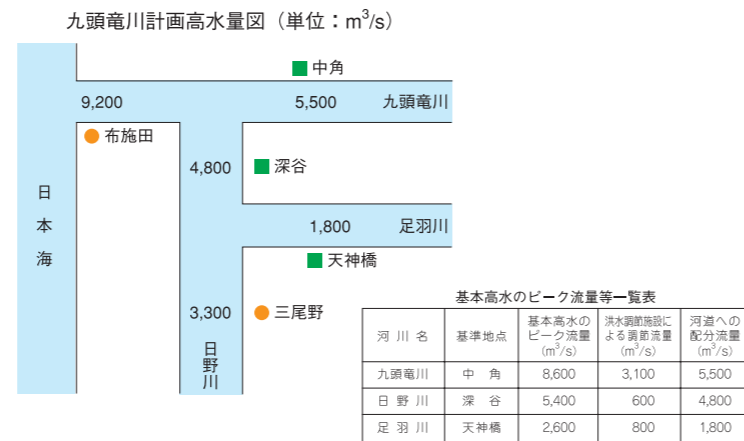 九頭竜川計画高水量図（単位：m³/s）
中角
9,200
5,500
九頭竜川
布施田
4,800
深谷
日本海
1,800
足羽川
天神橋
3,300
三尾野
日野川
基本高水のピーク流量等一覧表
河川名 基準地点 基本高水のピーク流量(m³/s) 洪水調節施設による調節流量(m³/s) 河道への配分流量(m³/s)
九頭竜川 中角 8,600 3,100 5,500
日野川 深谷 5,400 600 4,800
足羽川 天神橋 2,600 800 1,800